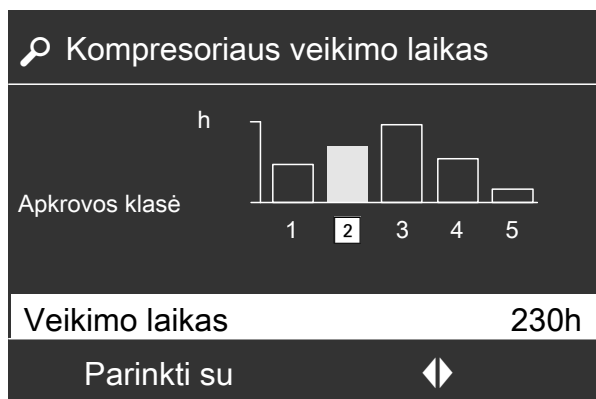 Kompresoriaus veikimo laikas
h
Apkrovos klasė
1 2 3 4 5
Veikimo laikas 230h
Parinkti su